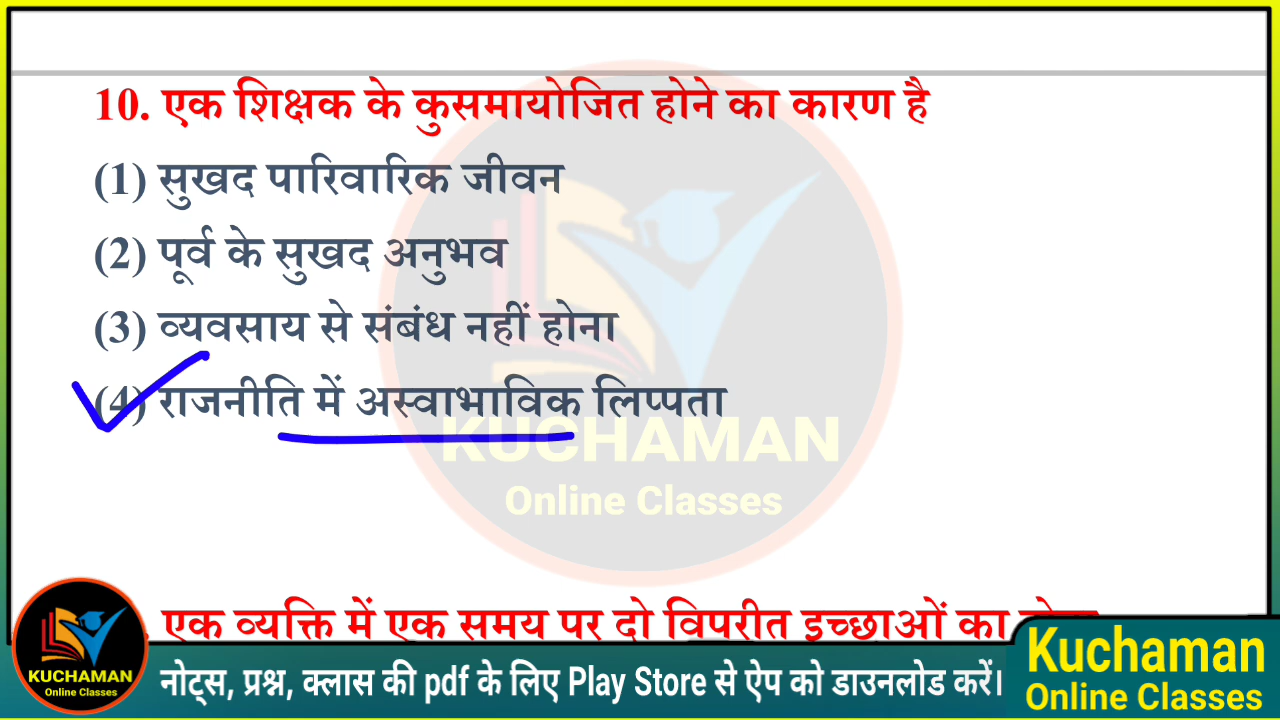 10. एक शिक्षक के कुसमायोजित होने का कारण है
(1) सुखद पारिवारिक जीवन
(2) पूर्व के सुखद अनुभव
(3) व्यवसाय से संबंध नहीं होना
(4) राजनीति में अस्वाभाविक लिप्पता
KUCHAMAN
Online Classes
एक व्यक्ति में एक समय पर दो विपरीत इच्छाओं का
KUCHAMAN
Online Classes
नोट्स, प्रश्न, क्लास की pdf के लिए Play Store से ऐप को डाउनलोड करें।
Kuchaman
Online Classes